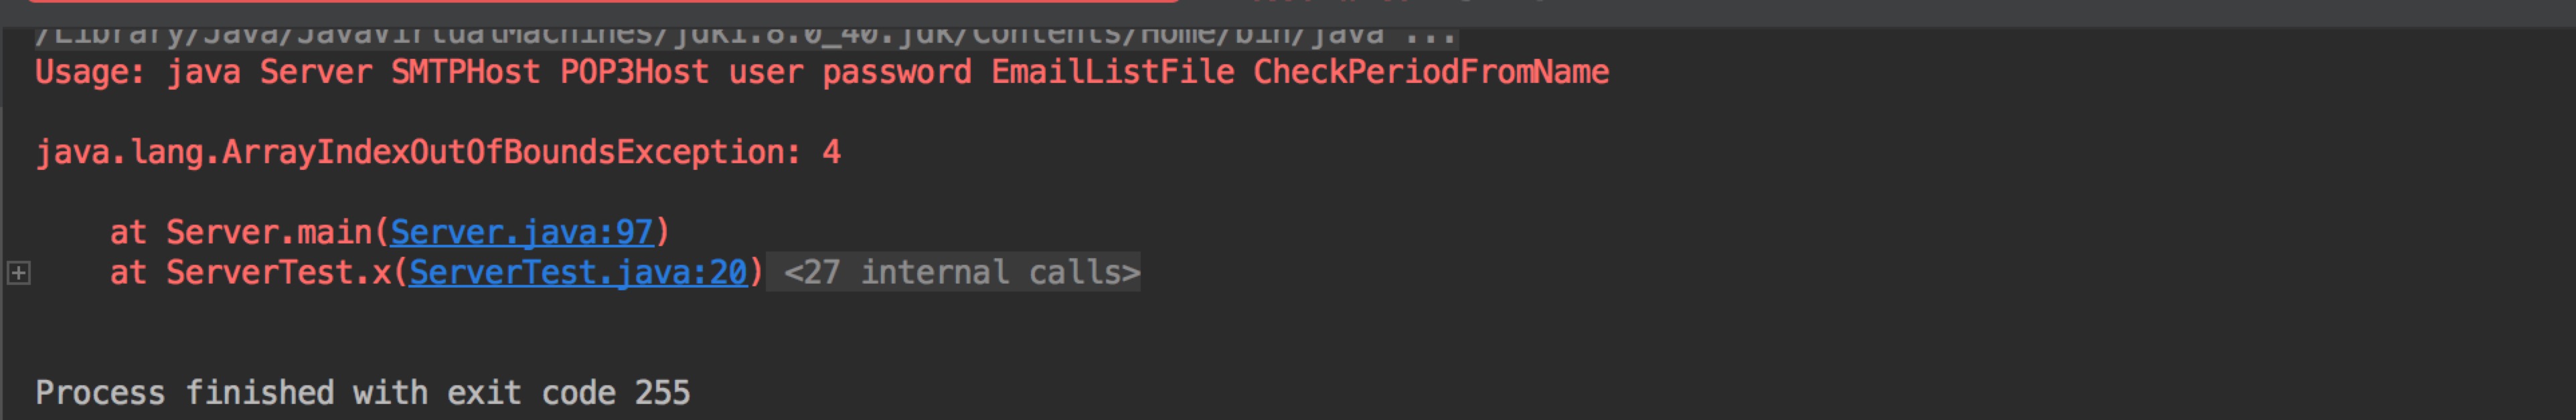 /Library/Java/JavaVirtualMachines/jdk1.8.0_40.jdk/Contents/Home/bin/java ...
Usage: java Server SMTPHost POP3Host user password EmailListFile CheckPeriodFromName
java.lang.ArrayIndexOutOfBoundsException: 4
at Server.main(Server.java:97)
at ServerTest.x(ServerTest.java:20) <27 internal calls>
Process finished with exit code 255